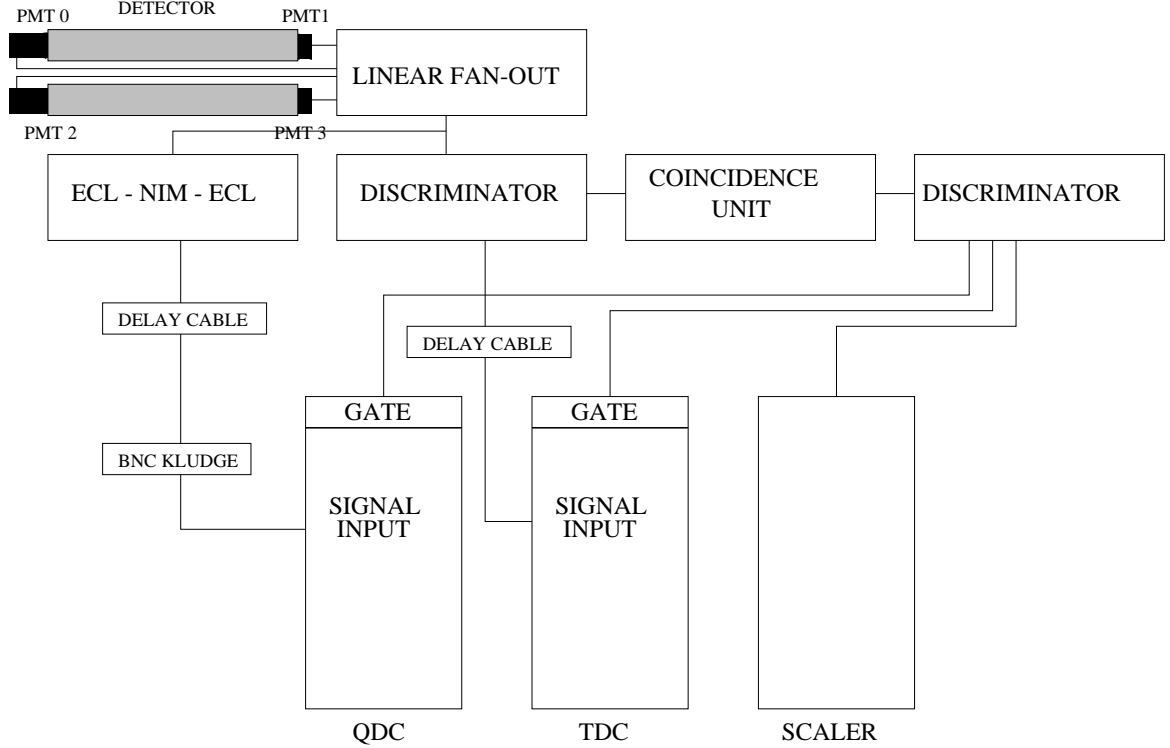 DETECTOR
PMT 0
PMT1
LINEAR FAN-OUT
PMT 2
PMT 3
ECL - NIM - ECL
DISCRIMINATOR
COINCIDENCE
UNIT
DISCRIMINATOR
DELAY CABLE
DELAY CABLE
GATE
GATE
BNC KLUDGE
SIGNAL
INPUT
SIGNAL
INPUT
QDC
TDC
SCALER